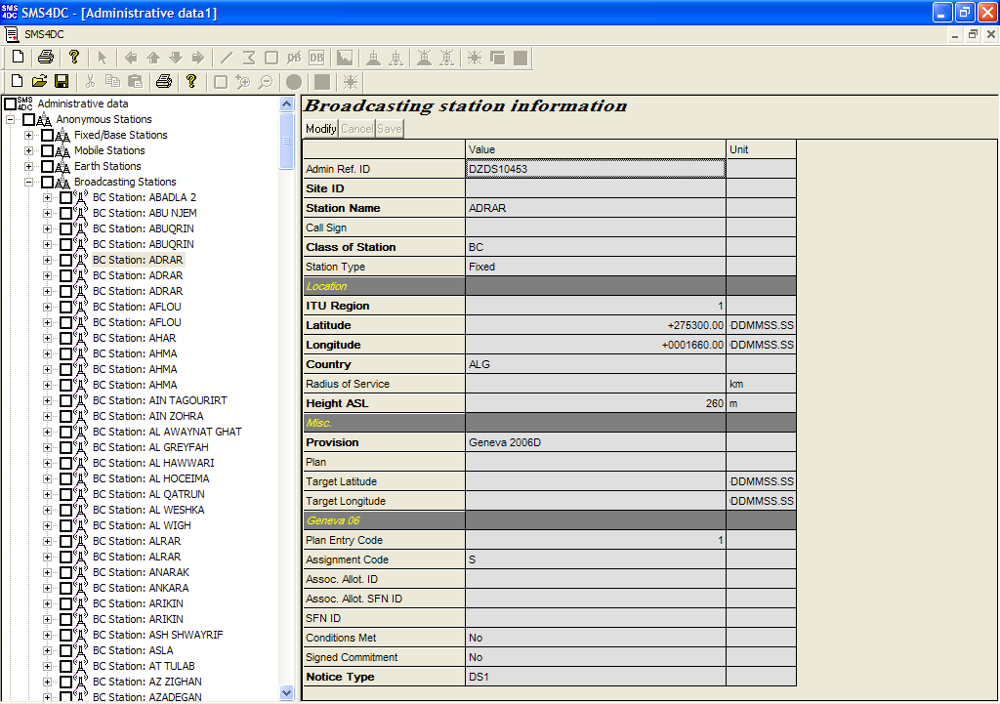 SMS4DC - [Administrative data1]
SMS4DC
Broadcasting station information
Modify Cancel Save
SMS 4DC Administrative data
Anonymous Stations
Fixed/Base Stations
Mobile Stations
Earth Stations
Broadcasting Stations
BC Station: ABADLA 2
BC Station: ABU NJEM
BC Station: ABUQRIN
BC Station: ABUQRIN
BC Station: ADRAR
BC Station: ADRAR
BC Station: ADRAR
BC Station: AFLOU
BC Station: AFLOU
BC Station: AHAR
BC Station: AHMA
BC Station: AHMA
BC Station: AHMA
BC Station: AIN TAGOURIRT
BC Station: AIN ZOHRA
BC Station: AL AWAYNAT GHAT
BC Station: AL GREYFAH
BC Station: AL HAWWARI
BC Station: AL HOCEIMA
BC Station: AL QATRUN
BC Station: AL WESHKA
BC Station: AL WIGH
BC Station: ALRAR
BC Station: ALRAR
BC Station: ANARAK
BC Station: ANKARA
BC Station: ARIKIN
BC Station: ARIKIN
BC Station: ASH SHWAYRIF
BC Station: ASLA
BC Station: AT TULAB
BC Station: AZ ZIGHAN
BC Station: AZADEGAN
Value Unit
Admin Ref. ID DZDS10453
Site ID
Station Name ADRAR
Call Sign
Class of Station BC
Station Type Fixed
Location
ITU Region 1
Latitude +275300.00 DDMMSS.SS
Longitude +0001660.00 DDMMSS.SS
Country ALG
Radius of Service km
Height ASL 260 m
Misc.
Provision Geneva 2006D
Plan
Target Latitude DDMMSS.SS
Target Longitude DDMMSS.SS
Geneva 06
Plan Entry Code 1
Assignment Code S
Assoc. Allot. ID
Assoc. Allot. SFN ID
SFN ID
Conditions Met No
Signed Commitment No
Notice Type DS1